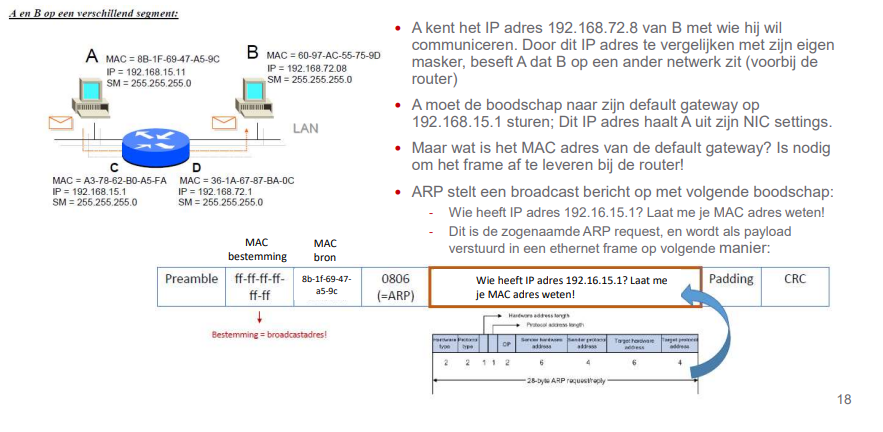 A en B op een verschillend segment:
A
MAC = 8B-1F-69-47-A5-9C
IP = 192.168.15.11
SM = 255.255.255.0
B
MAC = 60-97-AC-55-75-9D
IP = 192.168.72.08
SM = 255.255.255.0
LAN
C
MAC = A3-78-62-B0-A5-FA
IP = 192.168.15.1
SM = 255.255.255.0
D
MAC = 36-1A-67-87-BA-0C
IP = 192.168.72.1
SM = 255.255.255.0
• A kent het IP adres 192.168.72.8 van B met wie hij wil
communiceren. Door dit IP adres te vergelijken met zijn eigen
masker, beseft A dat B op een ander netwerk zit (voorbij de
router)
• A moet de boodschap naar zijn default gateway op
192.168.15.1 sturen; Dit IP adres haalt A uit zijn NIC settings.
• Maar wat is het MAC adres van de default gateway? Is nodig
om het frame af te leveren bij de router!
• ARP stelt een broadcast bericht op met volgende boodschap:
- Wie heeft IP adres 192.16.15.1? Laat me je MAC adres weten!
- Dit is de zogenaamde ARP request, en wordt als payload
verstuurd in een ethernet frame op volgende manier:
MAC
bestemming
MAC
bron
Preamble
ff-ff-ff-ff-
ff-ff
8b-1f-69-47-
a5-9c
0806
(=ARP)
Wie heeft IP adres 192.16.15.1? Laat me
je MAC adres weten!
Padding
CRC
Bestemming = broadcastadres!
Hardware address length
Protocol address length
Hardware
type
Protocol
type
OP
Sender hardware
address
Sender protocol
address
Target hardware
address
Target protocol
address
2 2 1 1 2 6 4 6 4
28-byte ARP request/reply
18